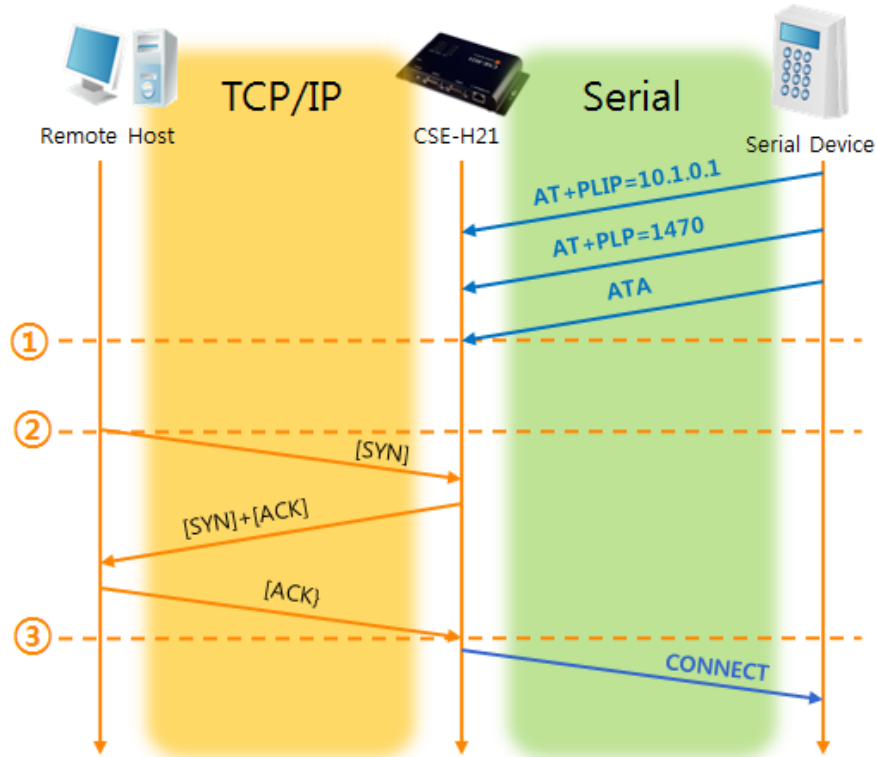 TCP/IP
Serial
Remote Host
CSE-H21
Serial Device
AT+PLIP=10.1.0.1
AT+PLP=1470
ATA
①
②
[SYN]
[SYN]+[ACK]
[ACK}
③
CONNECT